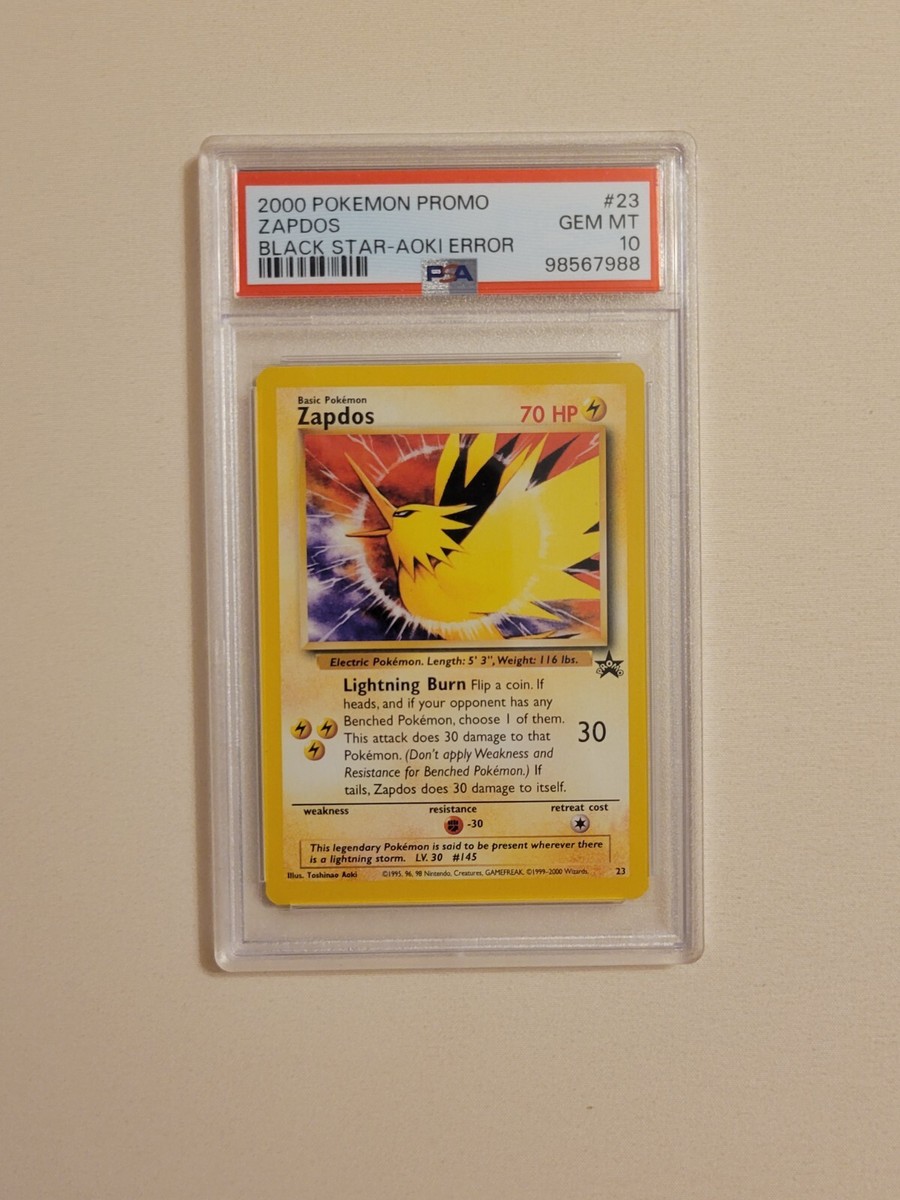 2000 POKEMON PROMO #23
ZAPDOS GEM MT
BLACK STAR-AOKI ERROR 10
98567988
PSA
Basic Pokémon
Zapdos 70 HP
Electric Pokémon. Length: 5' 3", Weight: 116 lbs.
PROMO
Lightning Burn Flip a coin. If
heads, and if your opponent has any
Benched Pokémon, choose 1 of them.
This attack does 30 damage to that 30
Pokémon. (Don't apply Weakness and
Resistance for Benched Pokémon.) If
tails, Zapdos does 30 damage to itself.
weakness resistance retreat cost
-30
This legendary Pokémon is said to be present wherever there
is a lightning storm. LV. 30 #145
Illus. Toshinao Aoki ©1995, 96, 98 Nintendo, Creatures, GAMEFREAK. ©1999-2000 Wizards. 23